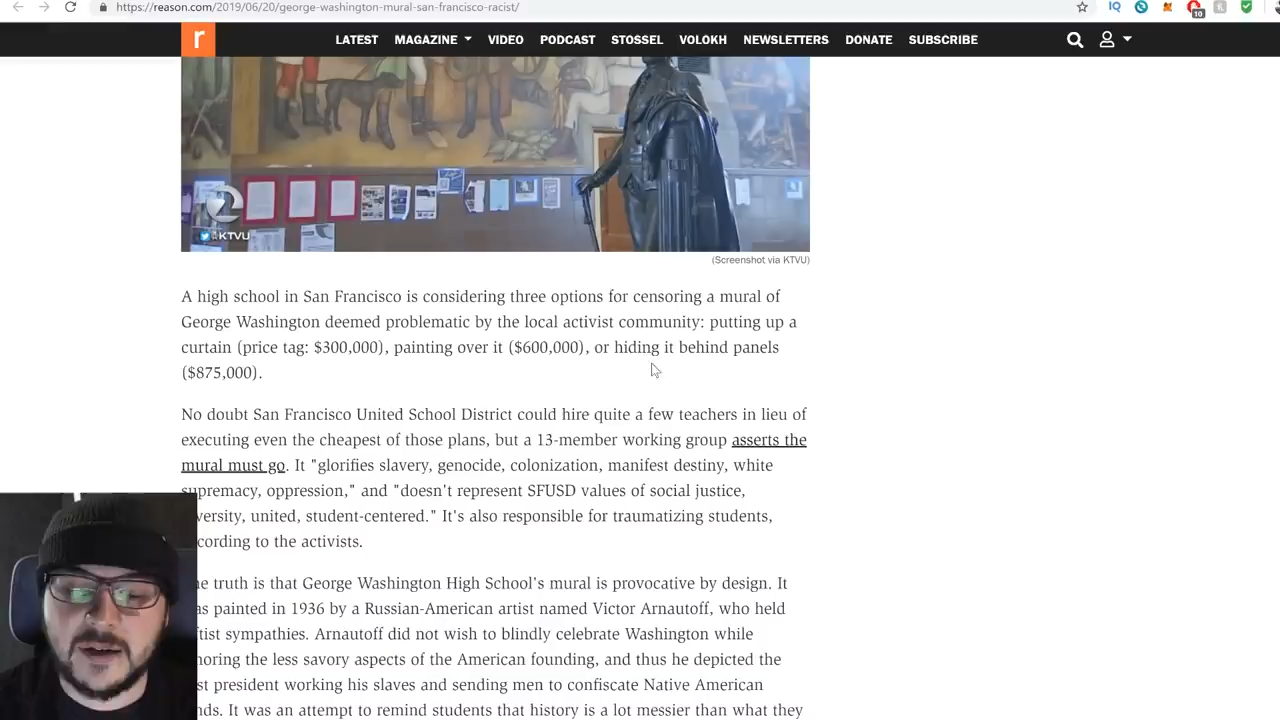 https://reason.com/2019/06/20/george-washington-mural-san-francisco-racist/
10
r
LATEST MAGAZINE VIDEO PODCAST STOSSEL VOLOKH NEWSLETTERS DONATE SUBSCRIBE
2
KTVU
(Screenshot via KTVU)
A high school in San Francisco is considering three options for censoring a mural of
George Washington deemed problematic by the local activist community: putting up a
curtain (price tag: $300,000), painting over it ($600,000), or hiding it behind panels
($875,000).
No doubt San Francisco United School District could hire quite a few teachers in lieu of
executing even the cheapest of those plans, but a 13-member working group asserts the
mural must go. It "glorifies slavery, genocide, colonization, manifest destiny, white
supremacy, oppression," and "doesn't represent SFUSD values of social justice,
versity, united, student-centered." It's also responsible for traumatizing students,
cording to the activists.
e truth is that George Washington High School's mural is provocative by design. It
as painted in 1936 by a Russian-American artist named Victor Arnautoff, who held
ftist sympathies. Arnautoff did not wish to blindly celebrate Washington while
noring the less savory aspects of the American founding, and thus he depicted the
st president working his slaves and sending men to confiscate Native American
nds. It was an attempt to remind students that history is a lot messier than what they